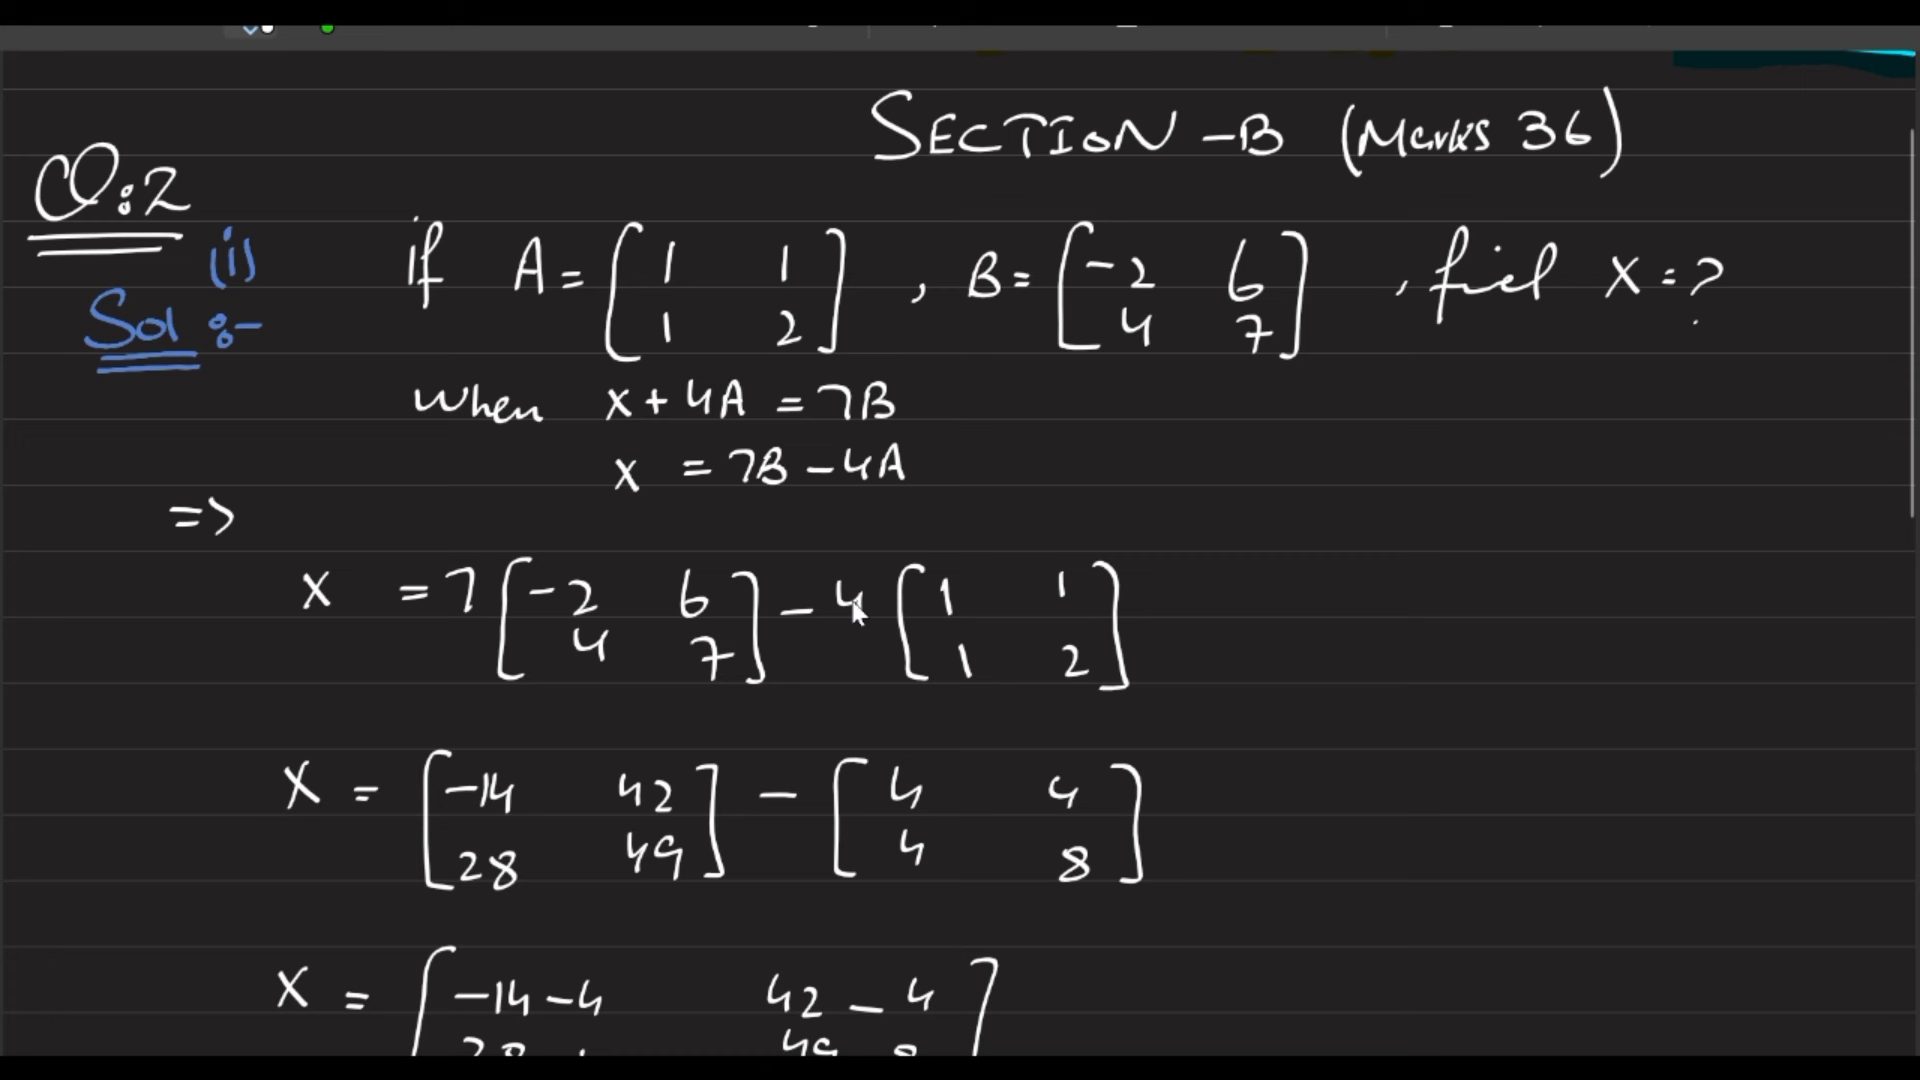 SECTION -B (Marks 36)
Q:2
(i) If A = [1 1 1 2] , B = [-2 6 4 7] , find X = ?
Sol :-
When X + 4A = 7B
X = 7B - 4A
=>
X = 7 [-2 6 4 7] - 4 [1 1 1 2]
X = [-14 42 28 49] - [4 4 4 8]
X = [-14-4 42-4